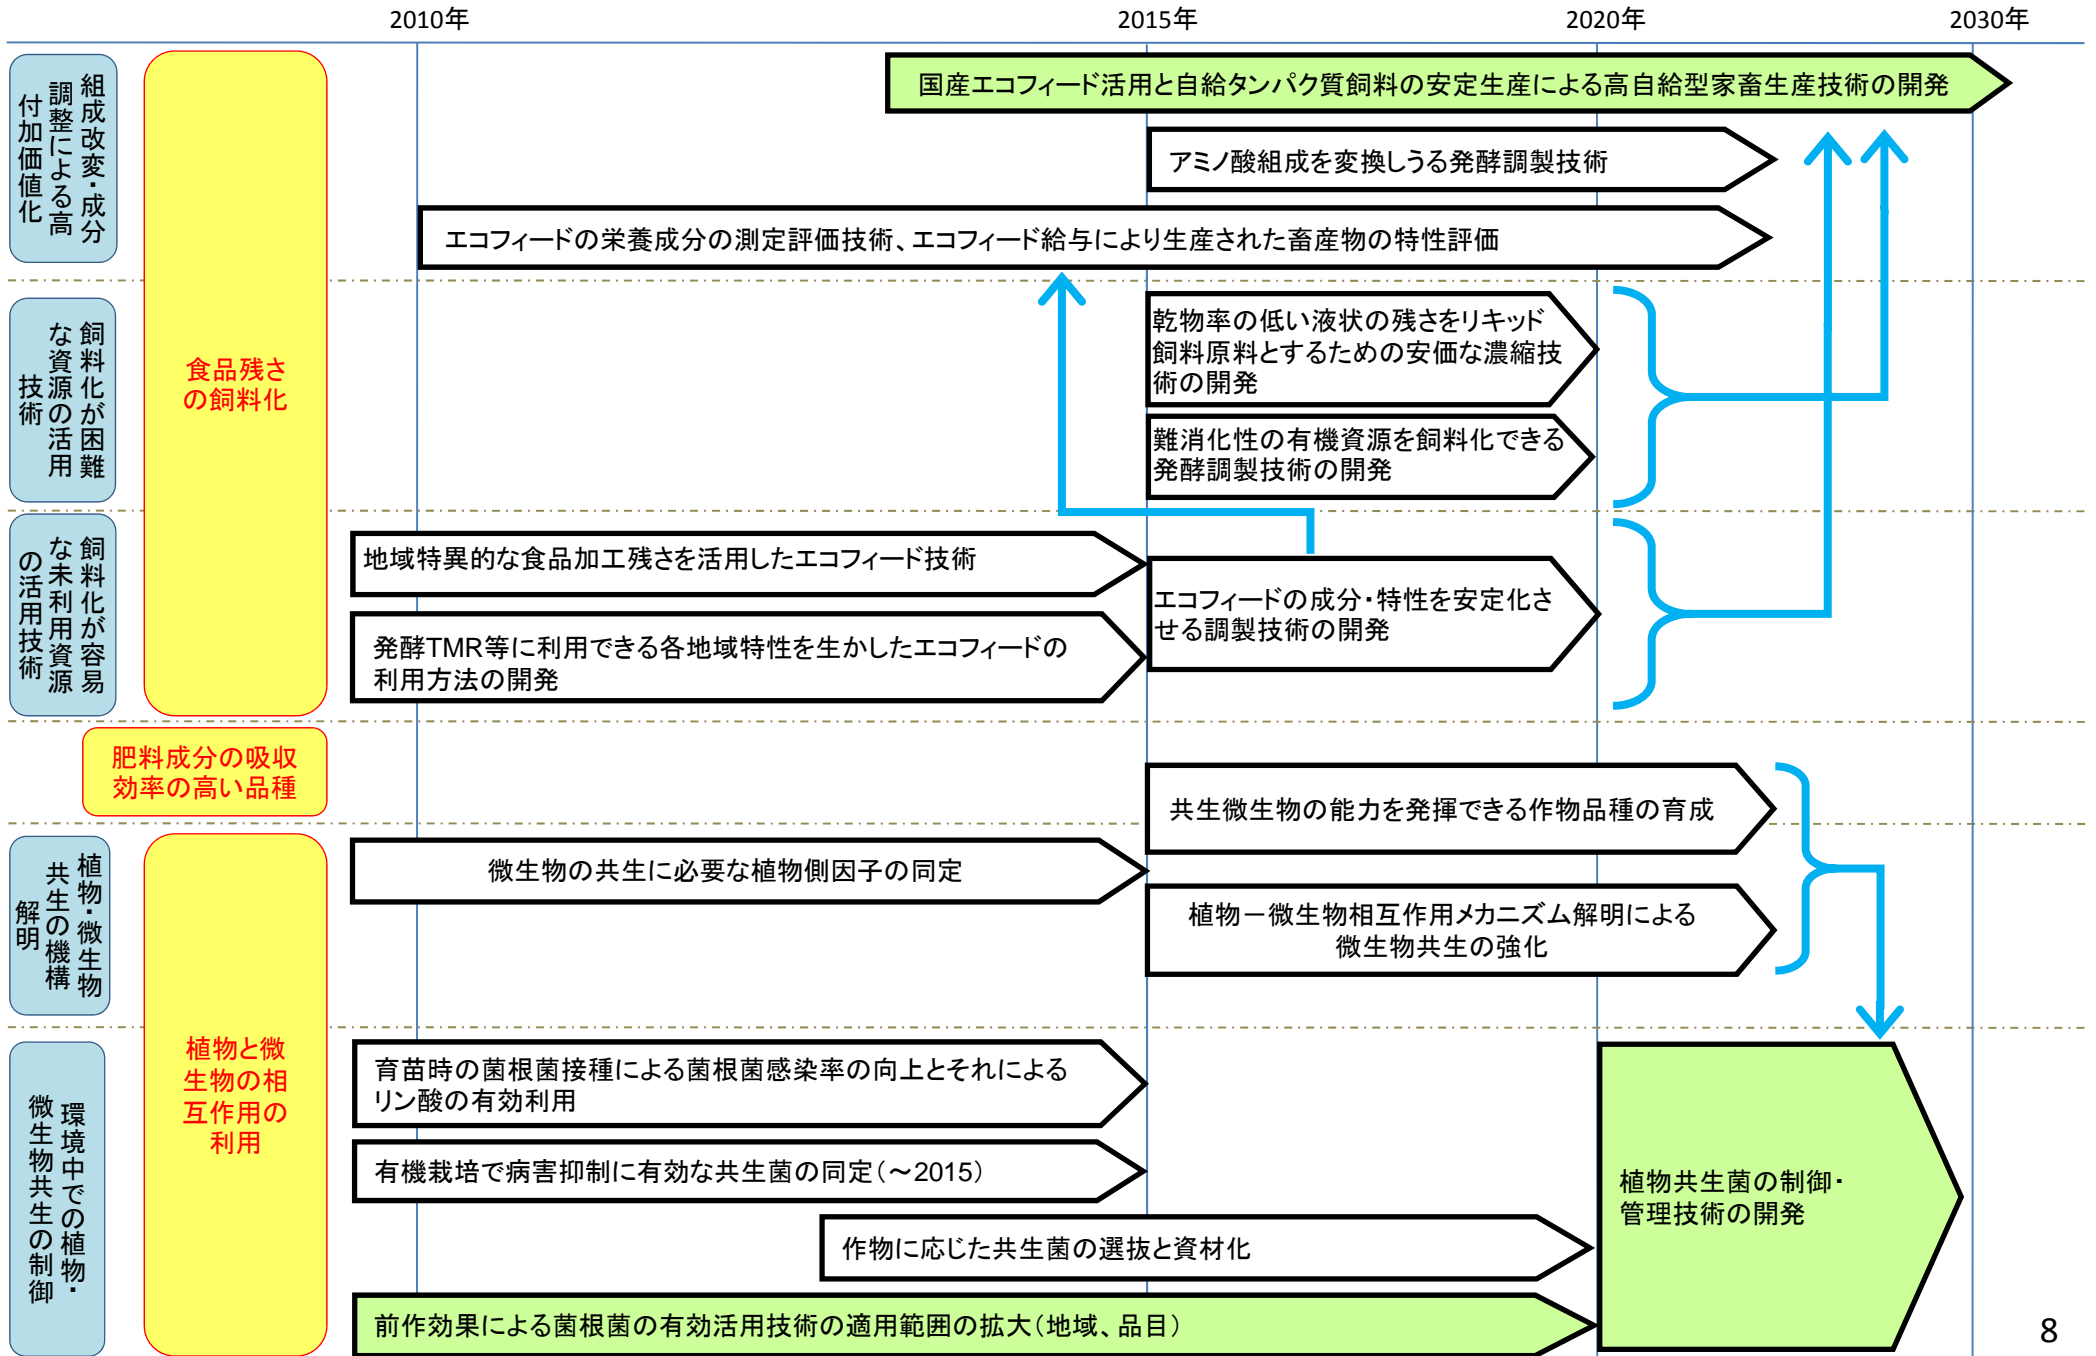 2010年
2015年
2020年
2030年
組成改変・成分
調整による高
付加価値化
食品残さ
の飼料化
国産エコフィード活用と自給タンパク質飼料の安定生産による高自給型家畜生産技術の開発
アミノ酸組成を変換しうる発酵調製技術
エコフィードの栄養成分の測定評価技術、エコフィード給与により生産された畜産物の特性評価
飼料化が困難
な資源の活用
技術
乾物率の低い液状の残さをリキッド
飼料原料とするための安価な濃縮技
術の開発
難消化性の有機資源を飼料化できる
発酵調製技術の開発
飼料化が容易
な未利用資源
の活用技術
地域特異的な食品加工残さを活用したエコフィード技術
発酵TMR等に利用できる各地域特性を生かしたエコフィードの
利用方法の開発
エコフィードの成分・特性を安定化さ
せる調製技術の開発
肥料成分の吸収
効率の高い品種
共生微生物の能力を発揮できる作物品種の育成
植物・微生物
共生の機構
解明
植物と微
生物の相
互作用の
利用
微生物の共生に必要な植物側因子の同定
植物－微生物相互作用メカニズム解明による
微生物共生の強化
環境中での植物・
微生物共生の制御
育苗時の菌根菌接種による菌根菌感染率の向上とそれによる
リン酸の有効利用
有機栽培で病害抑制に有効な共生菌の同定（～2015）
作物に応じた共生菌の選抜と資材化
前作効果による菌根菌の有効活用技術の適用範囲の拡大（地域、品目）
植物共生菌の制御・
管理技術の開発
8